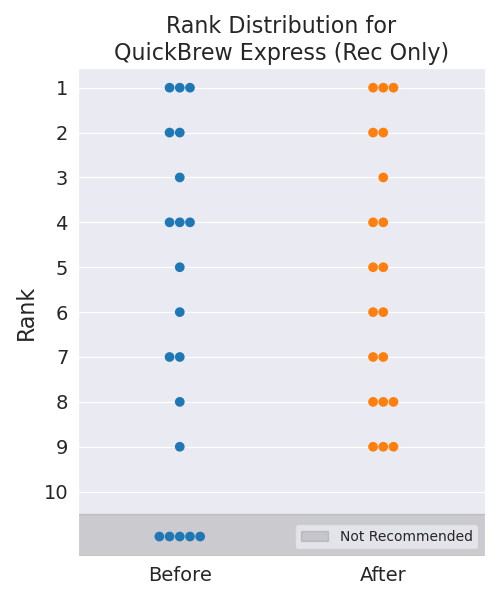 Rank Distribution for
QuickBrew Express (Rec Only)
Rank
1
2
3
4
5
6
7
8
9
10
Not Recommended
Before
After